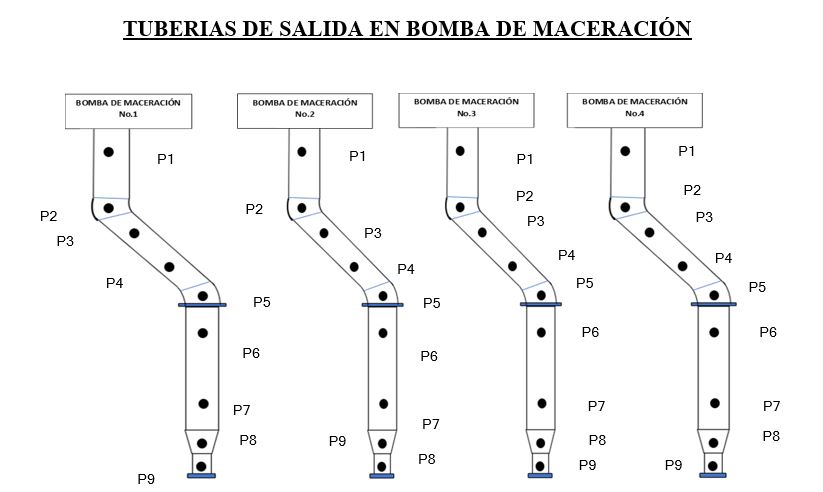 TUBERIAS DE SALIDA EN BOMBA DE MACERACIÓN
BOMBA DE MACERACIÓN
No.1
BOMBA DE MACERACIÓN
No.2
BOMBA DE MACERACIÓN
No.3
BOMBA DE MACERACIÓN
No.4
P1
P2
P3
P4
P5
P6
P7
P8
P9
P1
P2
P3
P4
P5
P6
P7
P9
P8
P1
P2
P3
P4
P5
P6
P7
P8
P9
P1
P2
P3
P4
P5
P6
P7
P8
P9